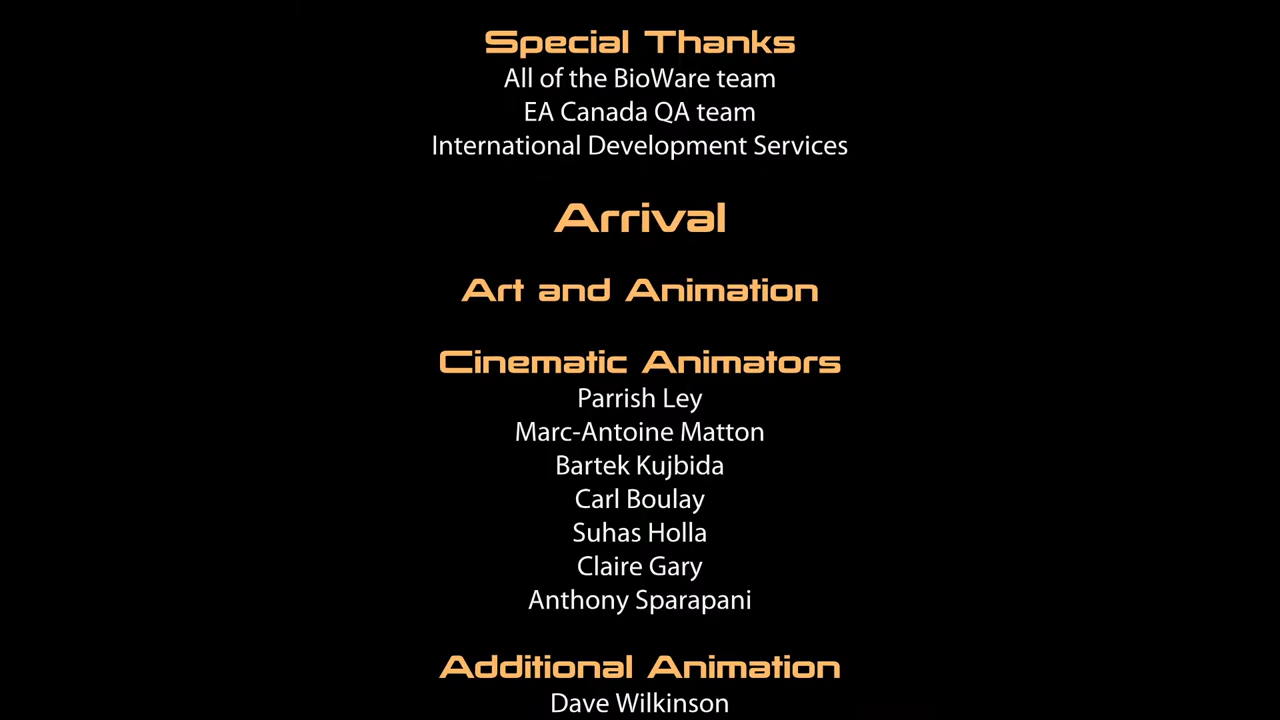 Special Thanks
All of the BioWare team
EA Canada QA team
International Development Services
Arrival
Art and Animation
Cinematic Animators
Parrish Ley
Marc-Antoine Matton
Bartek Kujbida
Carl Boulay
Suhas Holla
Claire Gary
Anthony Sparapani
Additional Animation
Dave Wilkinson